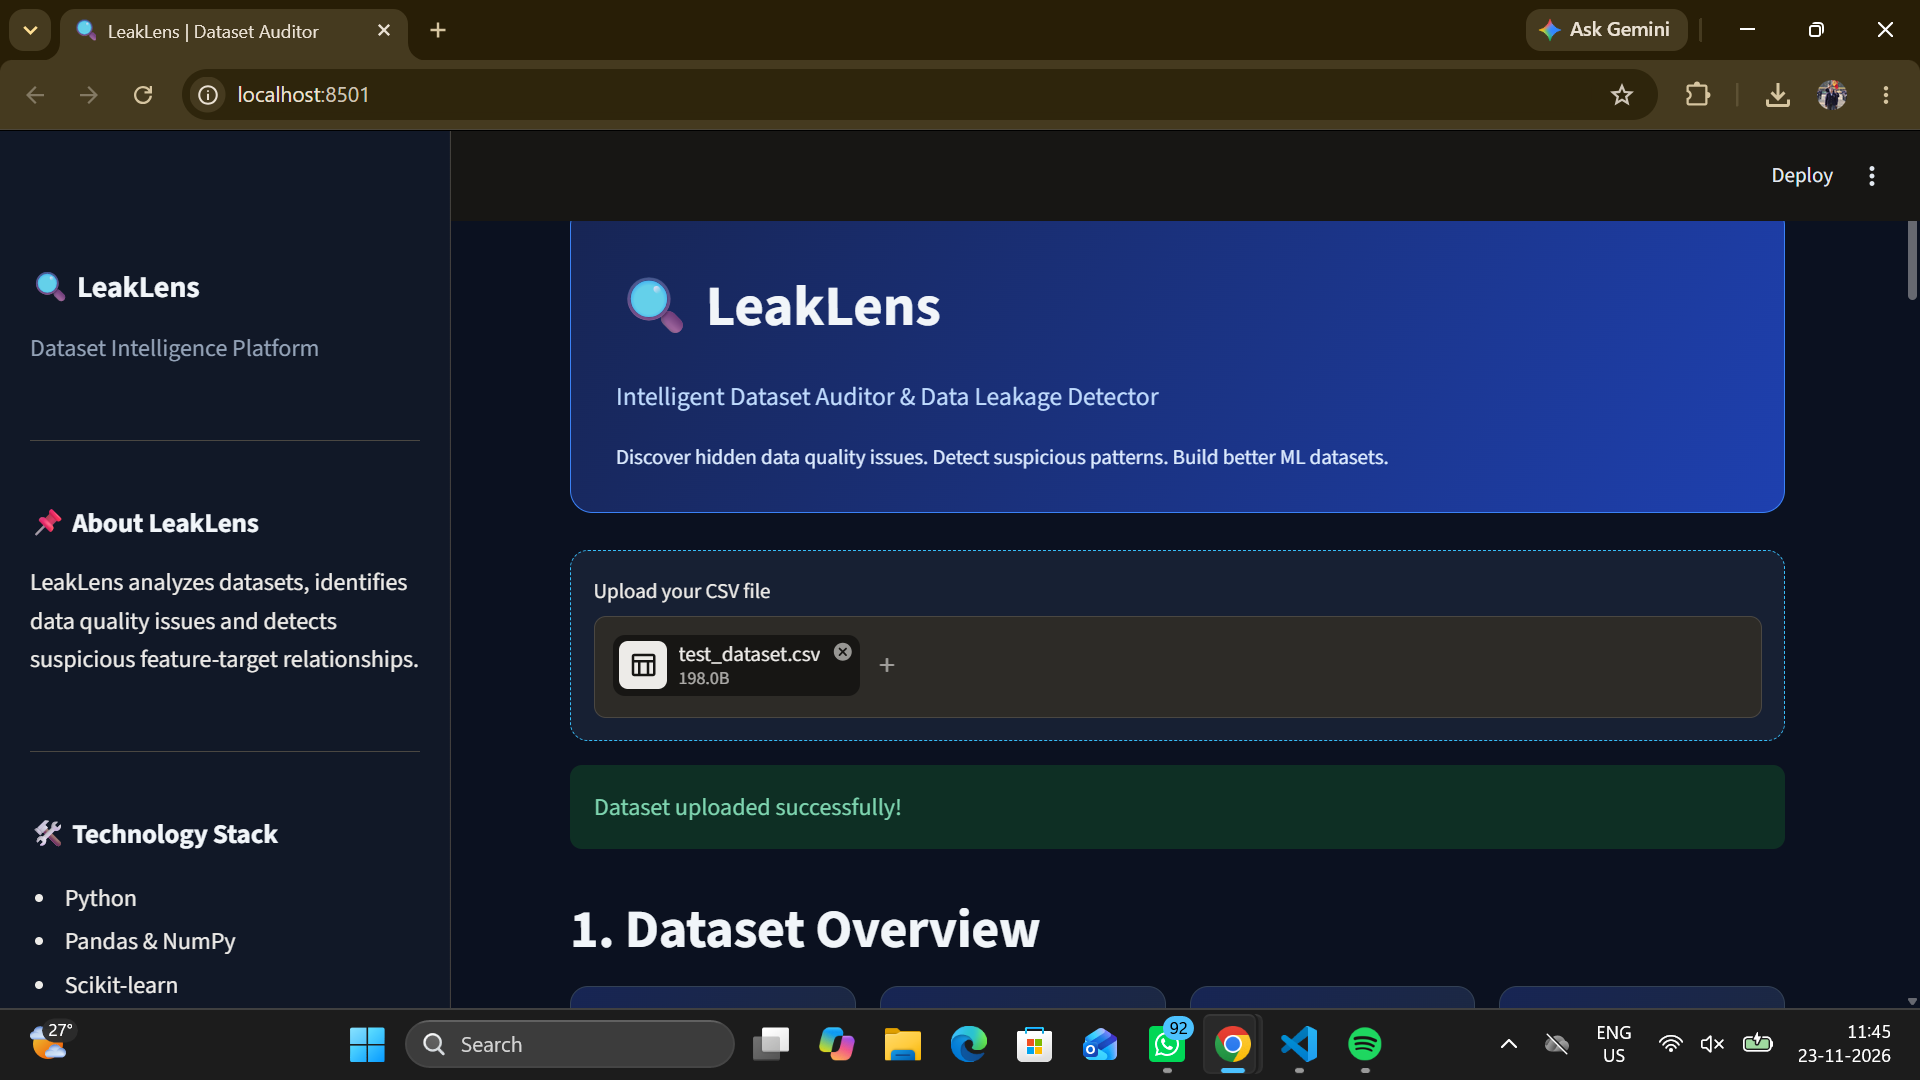 LeakLens | Dataset Auditor
Ask Gemini
localhost:8501
Deploy
LeakLens
Dataset Intelligence Platform
About LeakLens
LeakLens analyzes datasets, identifies
data quality issues and detects
suspicious feature-target relationships.
Technology Stack
Python
Pandas & NumPy
Scikit-learn
LeakLens
Intelligent Dataset Auditor & Data Leakage Detector
Discover hidden data quality issues. Detect suspicious patterns. Build better ML datasets.
Upload your CSV file
test_dataset.csv
198.0B
Dataset uploaded successfully!
1. Dataset Overview
27°
Search
92
ENG
US
11:45
23-11-2026